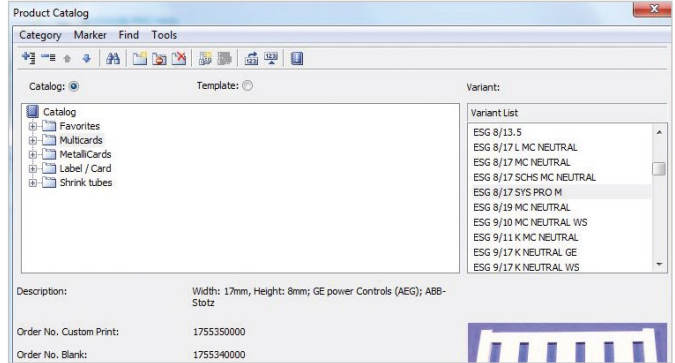 Product Catalog
Category Marker Find Tools
Catalog: Template: Variant:
Catalog
Favorites
Multicards
MetalliCards
Label / Card
Shrink tubes
Variant List
ESG 8/13.5
ESG 8/17 L MC NEUTRAL
ESG 8/17 MC NEUTRAL
ESG 8/17 SCHS MC NEUTRAL
ESG 8/17 SYS PRO M
ESG 8/19 MC NEUTRAL
ESG 9/10 MC NEUTRAL WS
ESG 9/11 K MC NEUTRAL
ESG 9/17 K NEUTRAL GE
ESG 9/17 K NEUTRAL WS
Description: Width: 17mm, Height: 8mm; GE power Controls (AEG); ABB-
Stotz
Order No. Custom Print: 1755350000
Order No. Blank: 1755340000